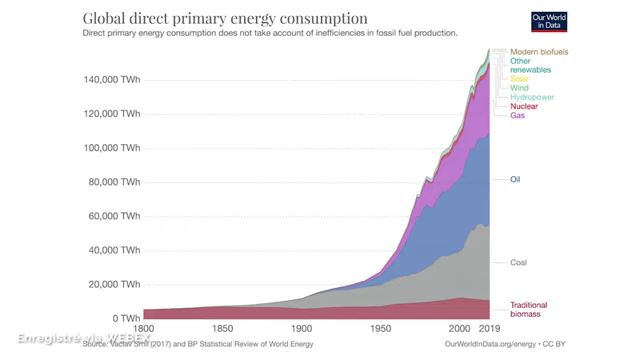 Global direct primary energy consumption
Our World
in Data
Direct primary energy consumption does not take account of inefficiencies in fossil fuel production.
Modern biofuels
Other
renewables
Solar
Wind
Hydropower
Nuclear
Gas
Oil
Coal
Traditional
biomass
140,000 TWh
120,000 TWh
100,000 TWh
80,000 TWh
60,000 TWh
40,000 TWh
20,000 TWh
0 TWh
1800
1850
1900
1950
2000
2019
Enregistré via WEBEX
Source: Vaclav Smil (2017) and BP Statistical Review of World Energy
OurWorldInData.org/energy • CC BY